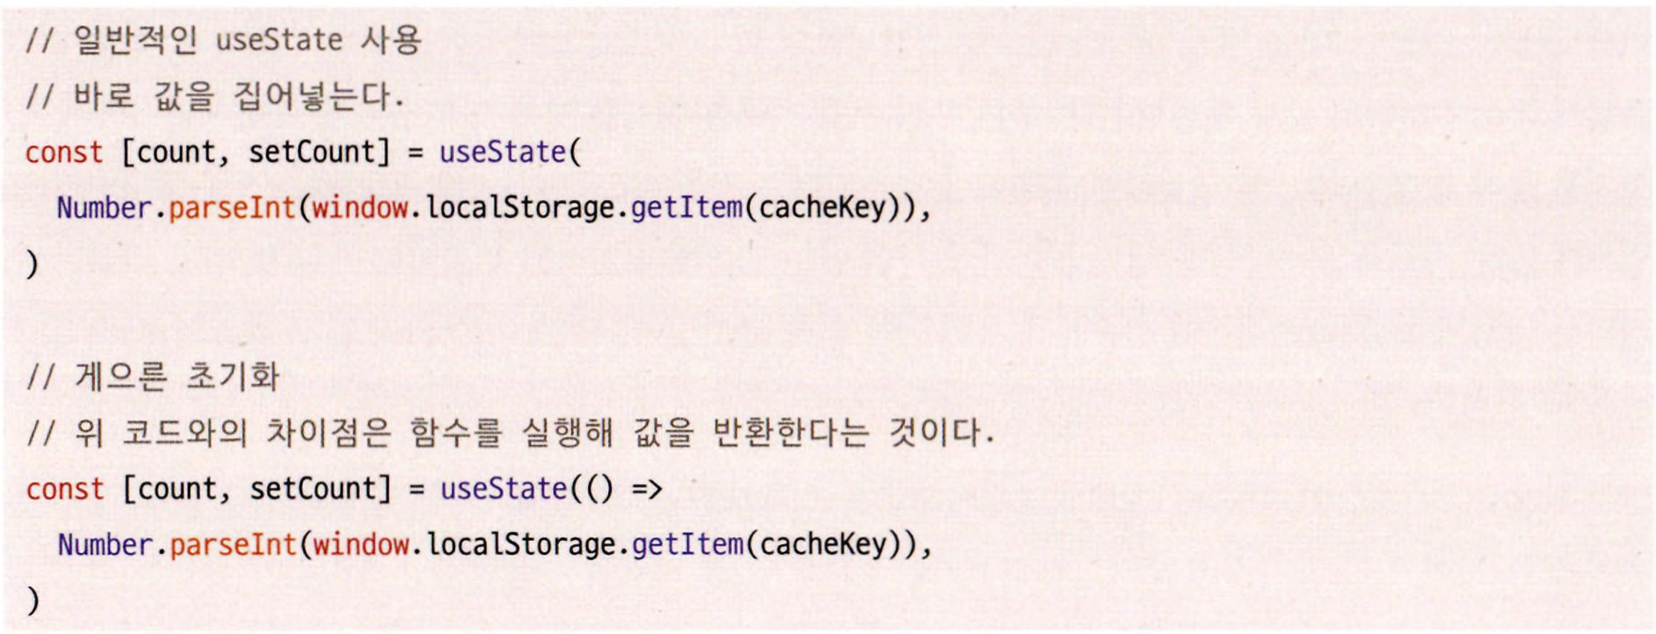 // 일반적인 useState 사용
// 바로 값을 집어넣는다.
const [count, setCount] = useState(
  Number.parseInt(window.localStorage.getItem(cacheKey)),
)

// 게으른 초기화
// 위 코드와의 차이점은 함수를 실행해 값을 반환한다는 것이다.
const [count, setCount] = useState(() =>
  Number.parseInt(window.localStorage.getItem(cacheKey)),
)